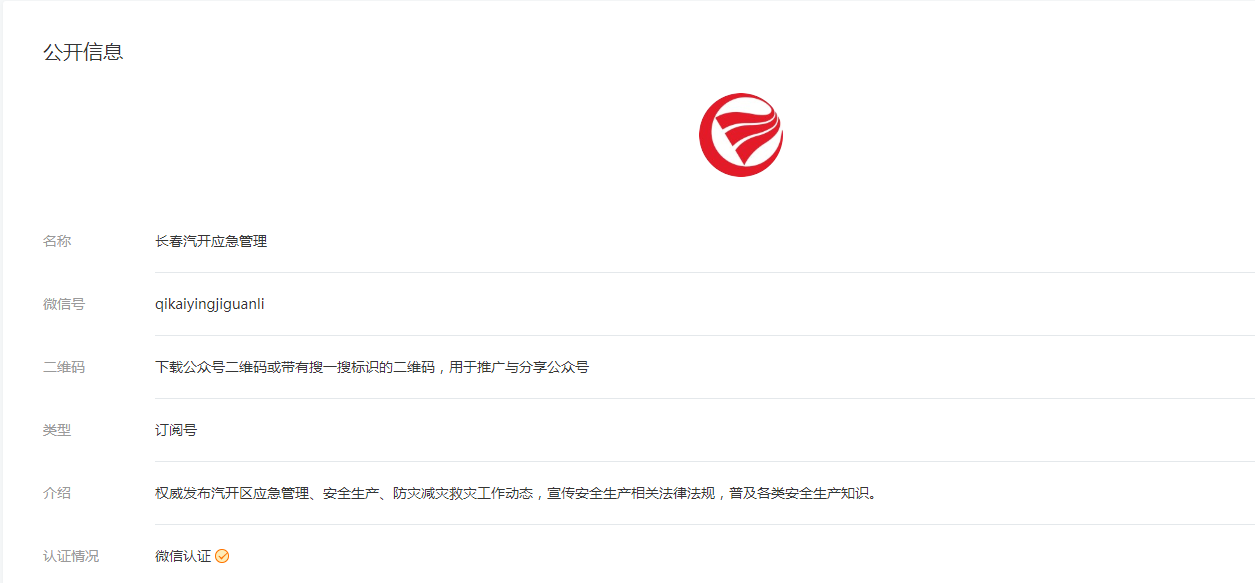 公开信息
名称 长春汽开应急管理
微信号 qikaiyingjiguanli
二维码 下载公众号二维码或带有搜一搜标识的二维码，用于推广与分享公众号
类型 订阅号
介绍 权威发布汽开区应急管理、安全生产、防灾减灾救灾工作动态，宣传安全生产相关法律法规，普及各类安全生产知识。
认证情况 微信认证